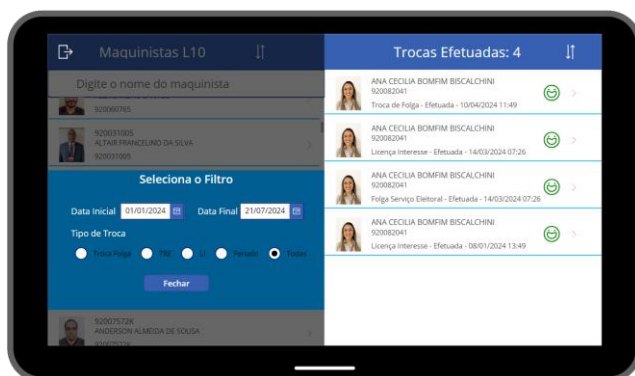 Maquinistas L10
Digite o nome do maquinista
920060765
920031005
ALTAIR FRANCELINO DA SILVA
920031005
Seleciona o Filtro
Data Inicial 01/01/2024 Data Final 21/07/2024
Tipo de Troca
Troca Folga TRE LI Período Todas
Fechar
92007572K
ANDERSON ALMEIDA DE SOUSA
92007572K
Trocas Efetuadas: 4
ANA CECILIA BOMFIM BISCALCHINI
920082041
Troca de Folga - Efetuada - 10/04/2024 11:49
ANA CECILIA BOMFIM BISCALCHINI
920082041
Licença Interesse - Efetuada - 14/03/2024 07:26
ANA CECILIA BOMFIM BISCALCHINI
920082041
Folga Serviço Eleitoral - Efetuada - 14/03/2024 07:26
ANA CECILIA BOMFIM BISCALCHINI
920082041
Licença Interesse - Efetuada - 08/01/2024 13:49